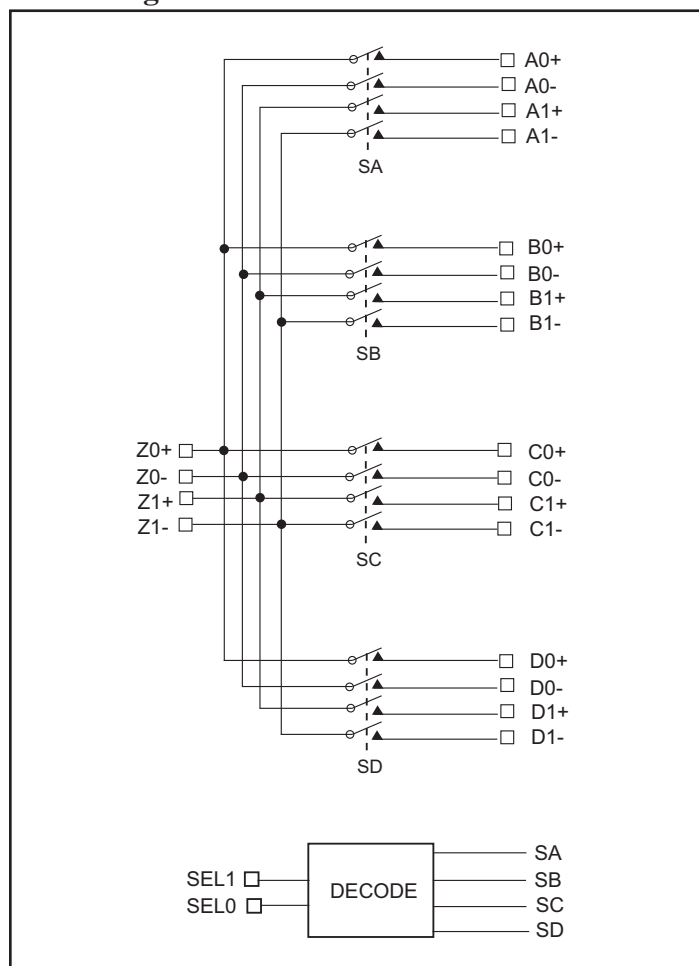 A0+
A0-
A1+
A1-
SA
B0+
B0-
B1+
B1-
SB
Z0+
Z0-
Z1+
Z1-
C0+
C0-
C1+
C1-
SC
D0+
D0-
D1+
D1-
SD
SEL1
SEL0
DECODE
SA
SB
SC
SD